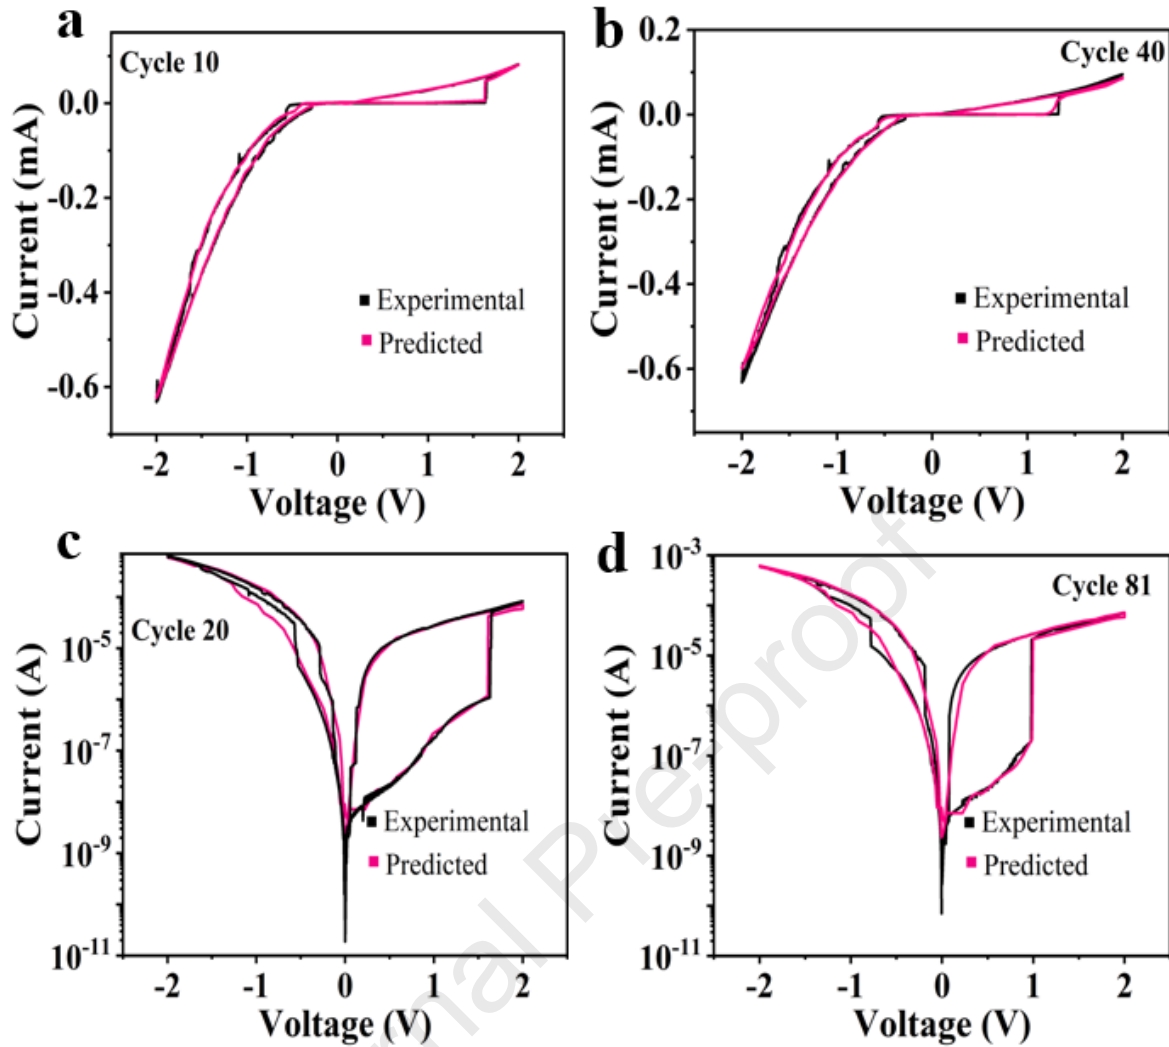 a
Cycle 10
0.0
-0.2
-0.4
-0.6
Current (mA)
Experimental
Predicted
-2 -1 0 1 2
Voltage (V)
b
Cycle 40
0.2
0.0
-0.2
-0.4
-0.6
Current (mA)
Experimental
Predicted
-2 -1 0 1 2
Voltage (V)
c
Cycle 20
10-5
10-7
10-9
10-11
Current (A)
Experimental
Predicted
-2 -1 0 1 2
Voltage (V)
d
Cycle 81
10-3
10-5
10-7
10-9
10-11
Current (A)
Experimental
Predicted
-2 -1 0 1 2
Voltage (V)
rnal Pre-proof